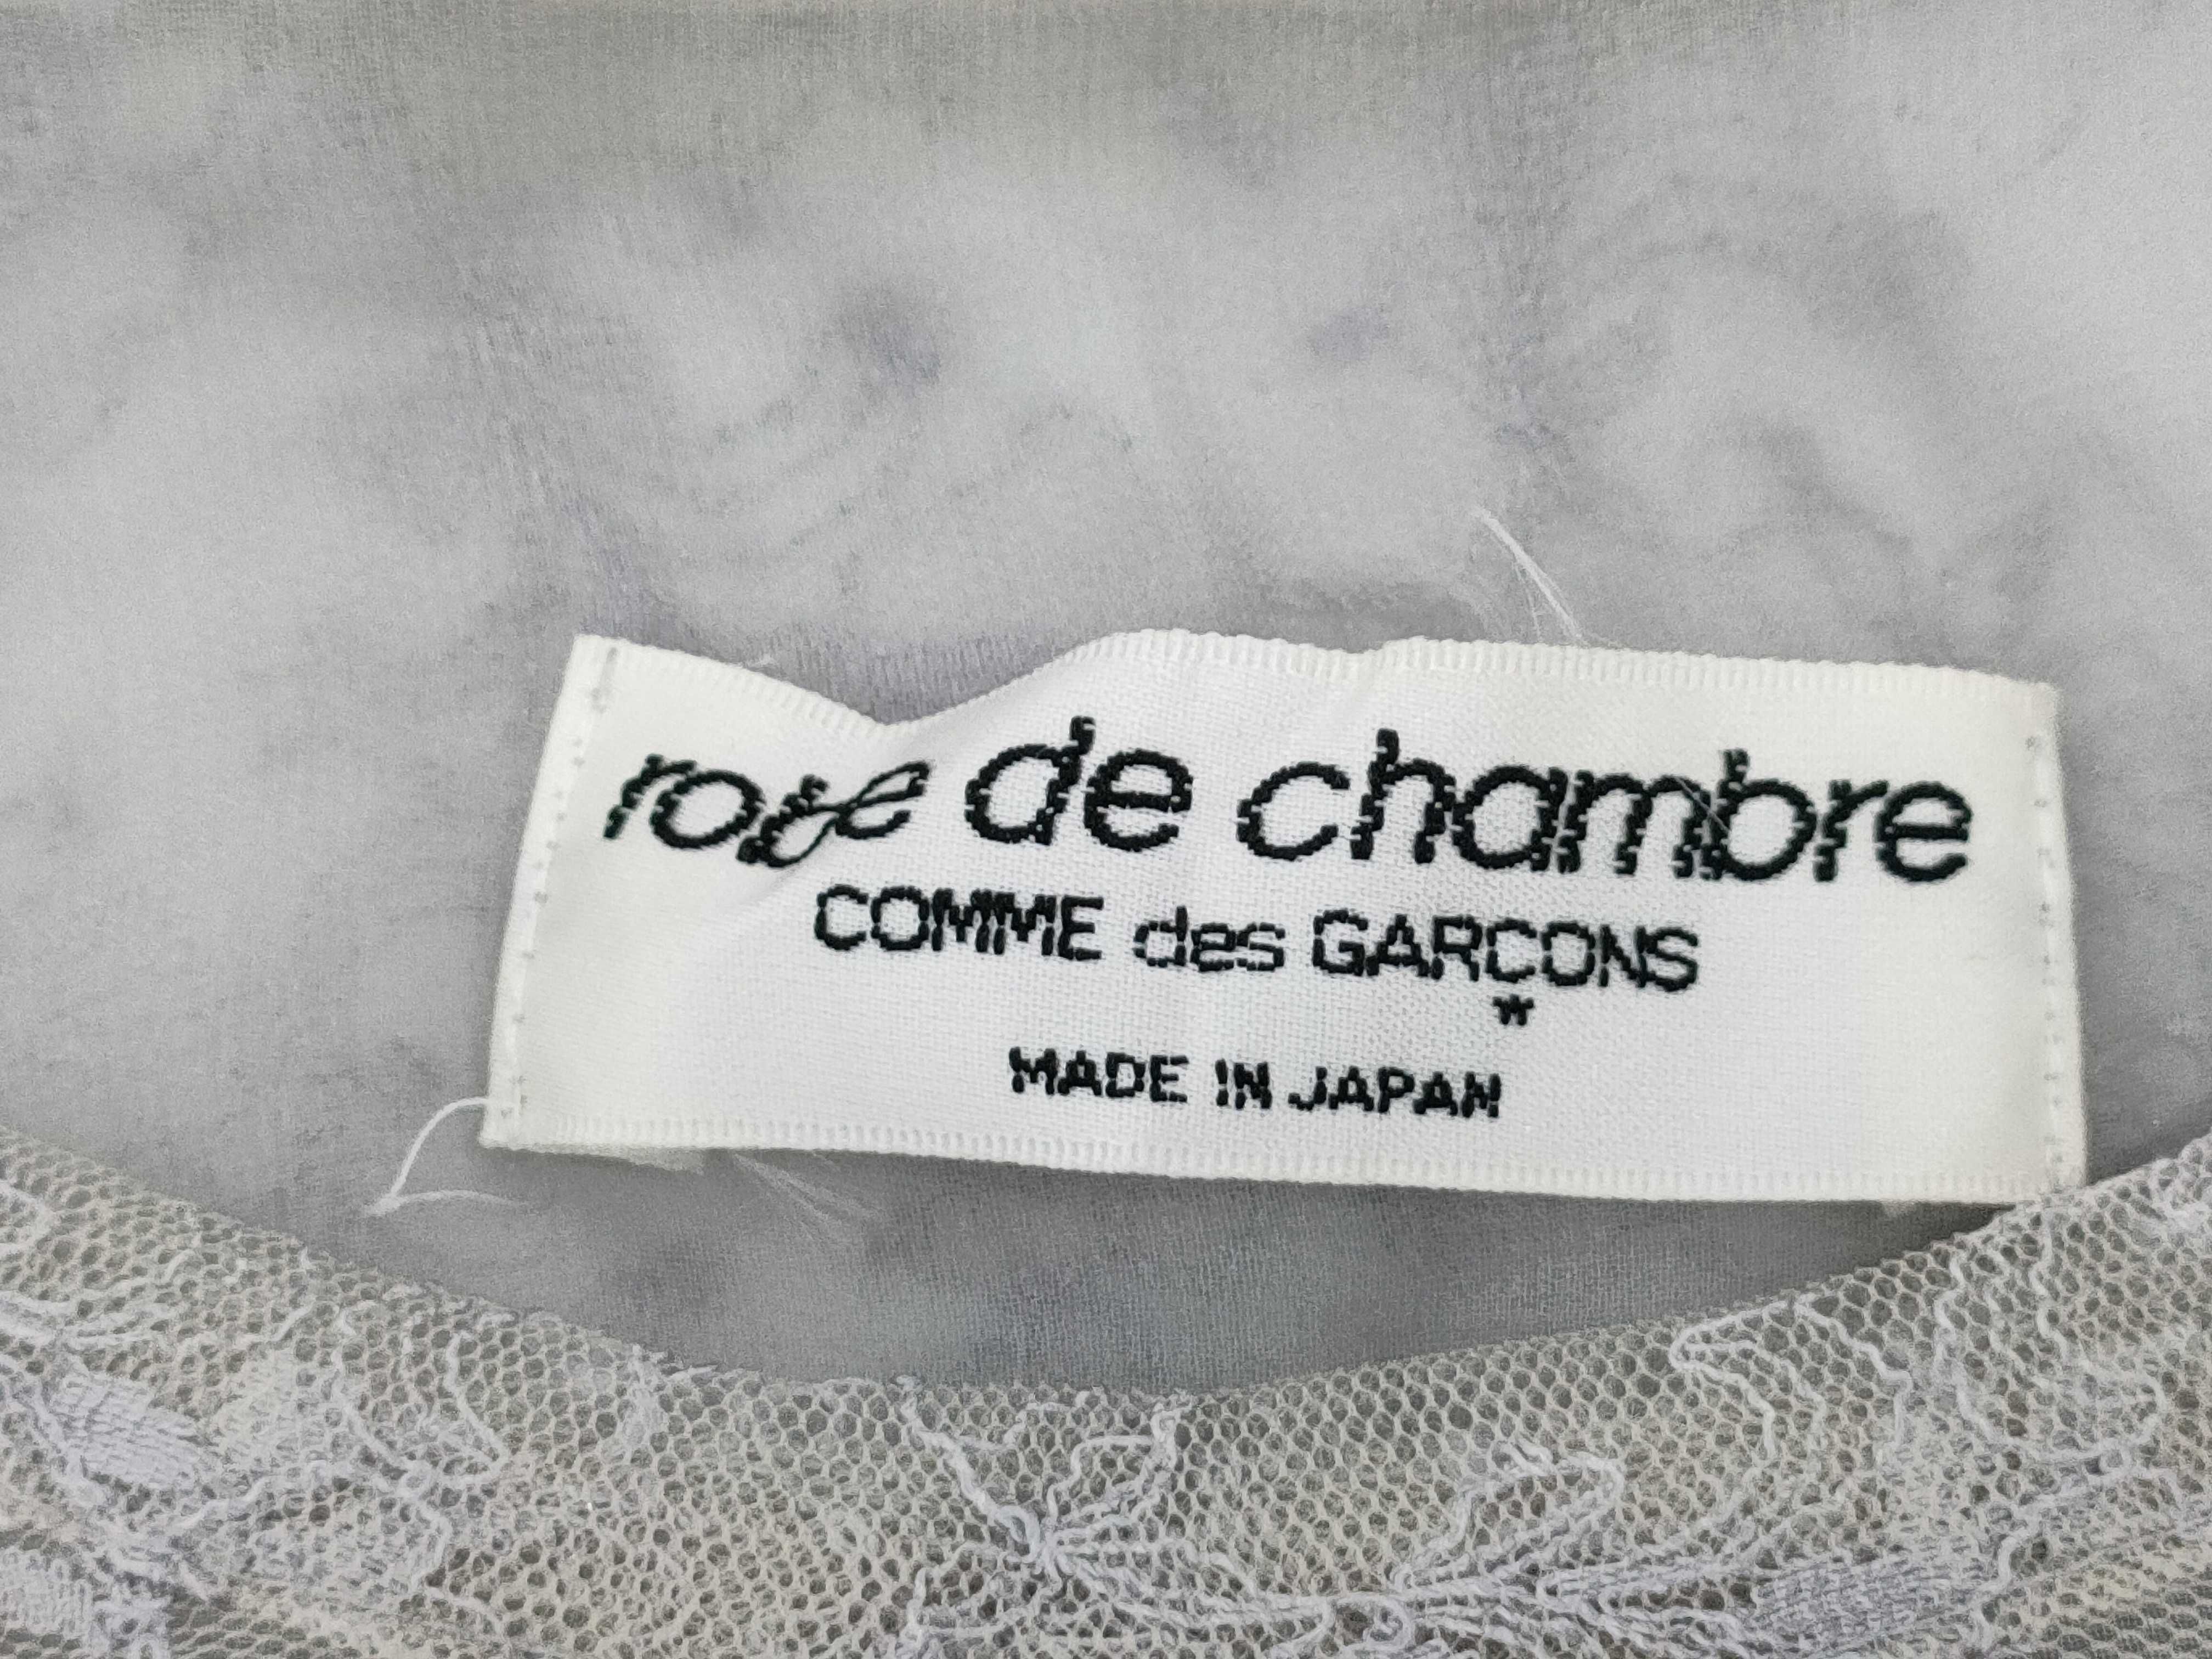 robe de chambre
COMME des GARÇONS
*
MADE IN JAPAN